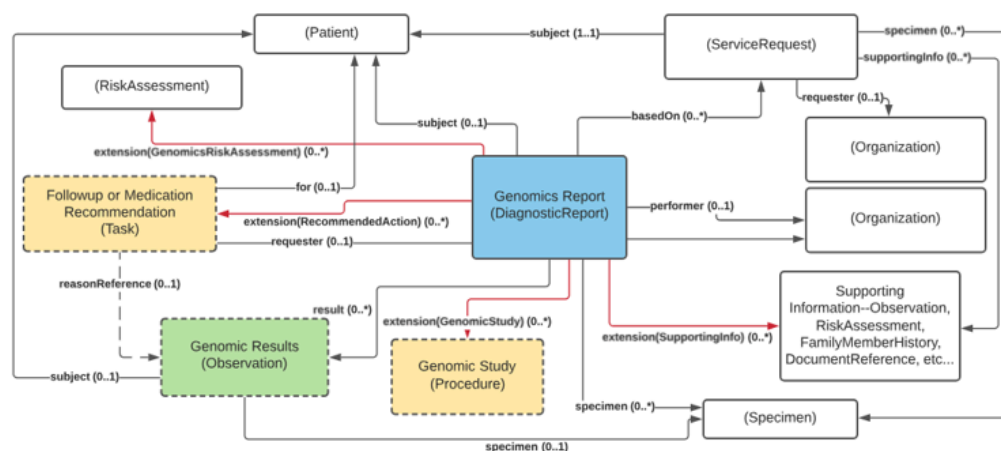 (Patient)
subject (1..1)
(ServiceRequest)
specimen (0..*)
supportingInfo (0..*)
(RiskAssessment)
requester (0..1)
subject (0..1)
basedOn (0..*)
extension(GenomicsRiskAssessment) (0..*)
(Organization)
Followup or Medication
Recommendation
(Task)
for (0..1)
Genomics Report
(DiagnosticReport)
performer (0..1)
(Organization)
extension(RecommendedAction) (0..*)
requester (0..1)
reasonReference (0..1)
result (0..*)
extension(GenomicStudy) (0..*)
extension(SupportingInfo) (0..*)
Supporting
Information--Observation,
RiskAssessment,
FamilyMemberHistory,
DocumentReference, etc...
Genomic Results
(Observation)
Genomic Study
(Procedure)
subject (0..1)
specimen (0..*)
(Specimen)
specimen (0..1)